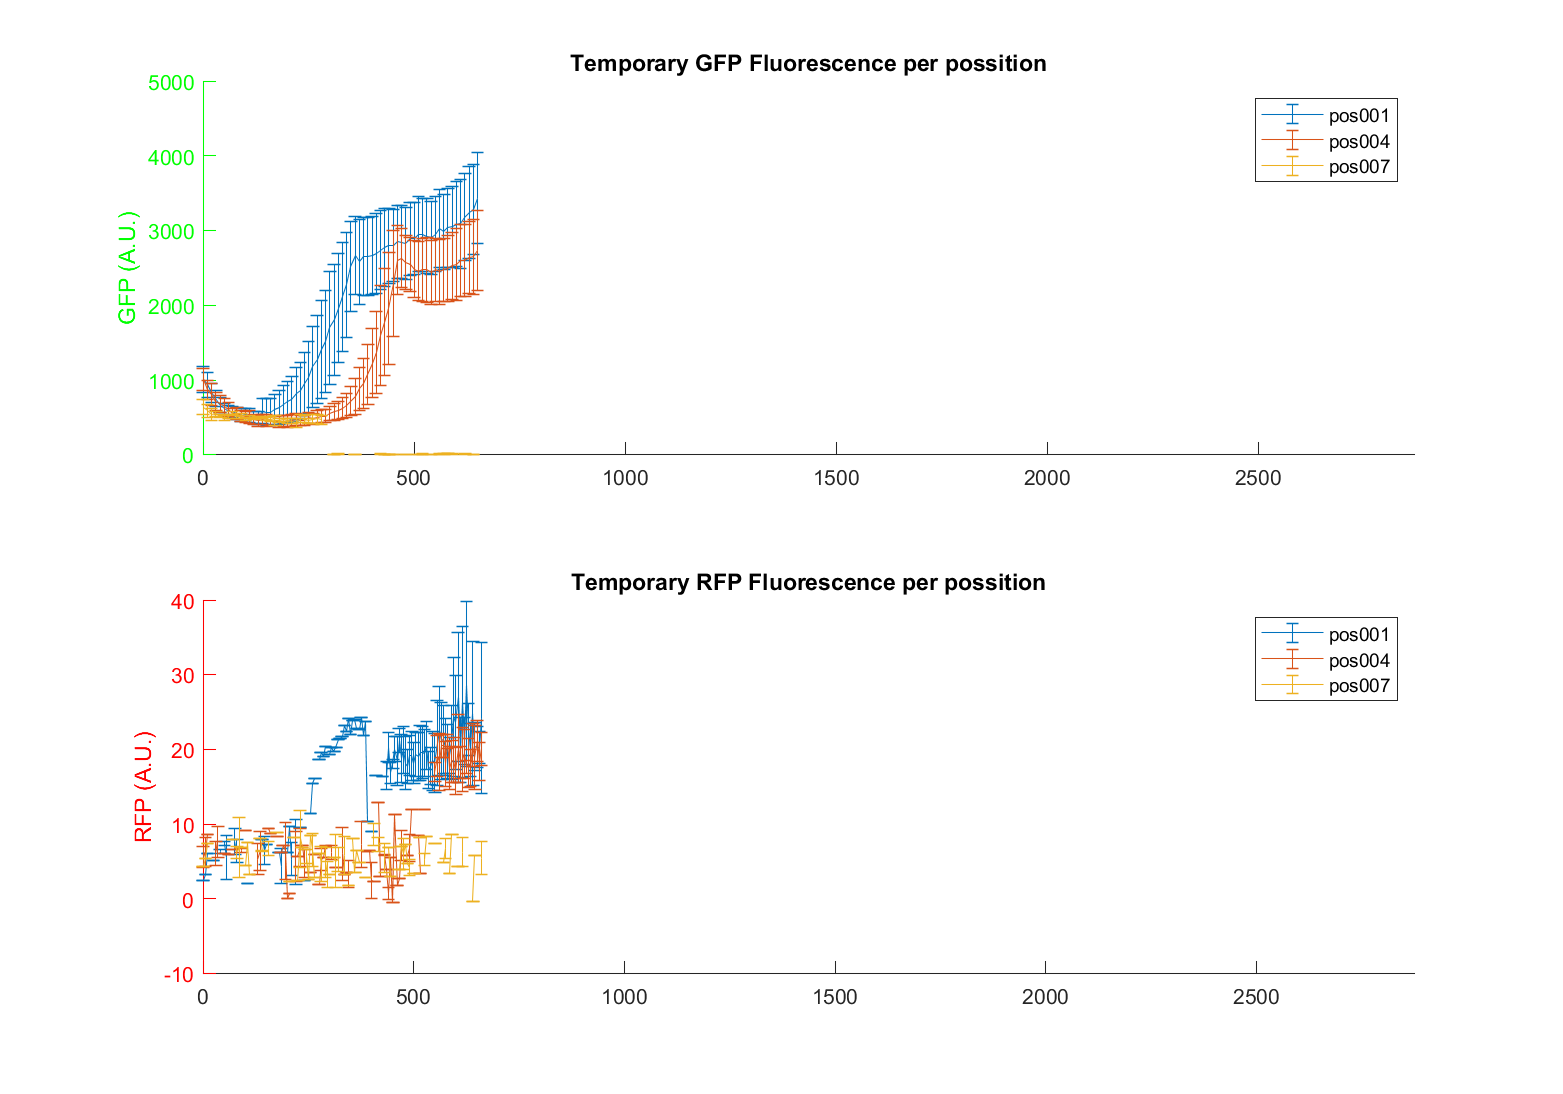 Temporary GFP Fluorescence per possition
GFP (A.U.)
5000
4000
3000
2000
1000
0
0 500 1000 1500 2000 2500
pos001
pos004
pos007
Temporary RFP Fluorescence per possition
RFP (A.U.)
40
30
20
10
0
-10
0 500 1000 1500 2000 2500
pos001
pos004
pos007